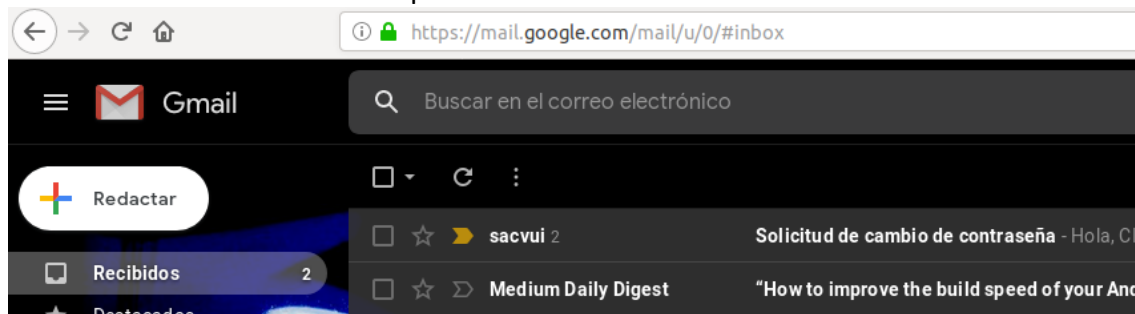 https://mail.google.com/mail/u/0/#inbox
Gmail
Buscar en el correo electrónico
Redactar
sacvui 2 Solicitud de cambio de contraseña - Hola,
Recibidos 2
Medium Daily Digest "How to improve the build speed of your